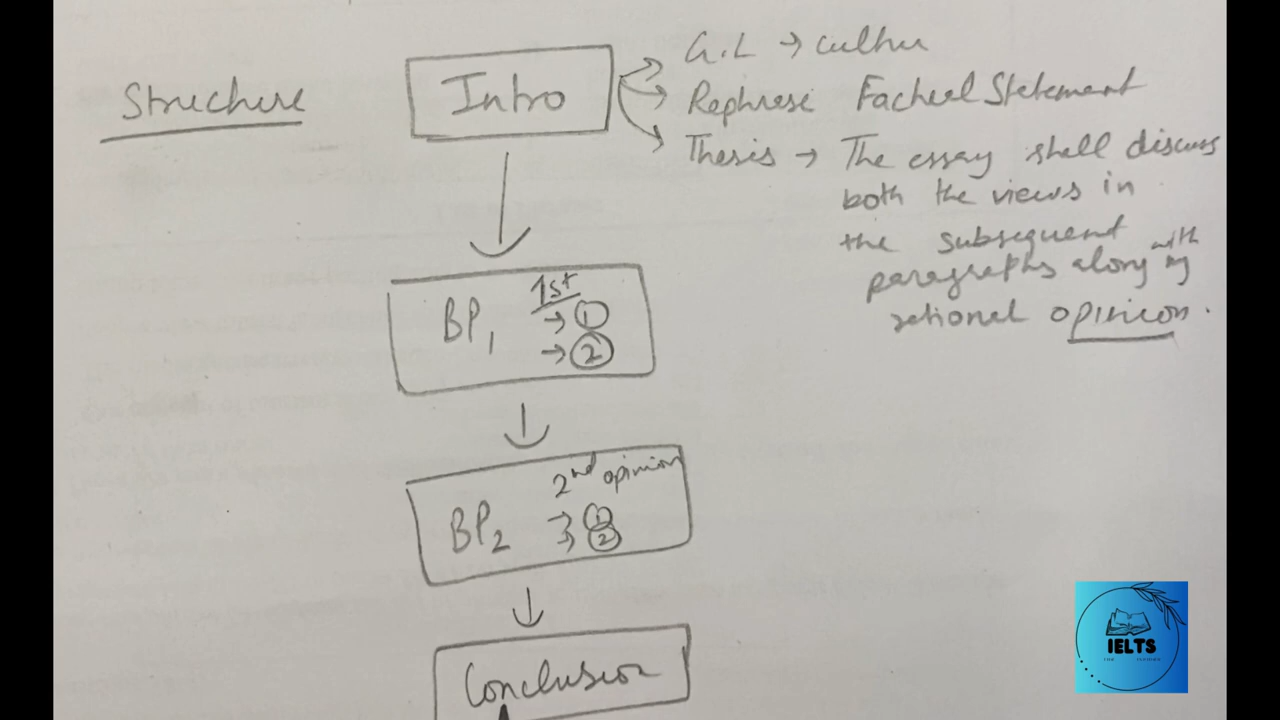 Structure
Intro
G.L → culture
Rephrase Factual Statement
Thesis → The essay shall discuss
both the views in
the subsequent
paragraphs along with my
rational opinion.
BP1 1st
→ 1
→ 2
BP2 2nd opinion
→ 1
→ 2
Conclusion
IELTS